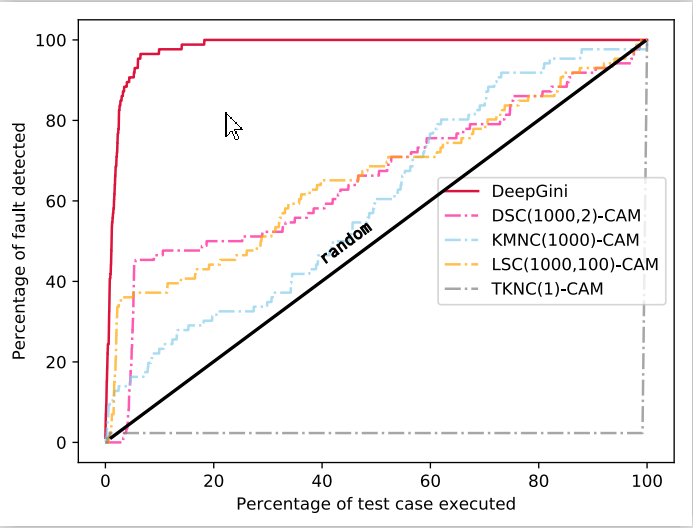 100
80
60
40
20
0
Percentage of fault detected
random
DeepGini
DSC(1000,2)-CAM
KMNC(1000)-CAM
LSC(1000,100)-CAM
TKNC(1)-CAM
0 20 40 60 80 100
Percentage of test case executed